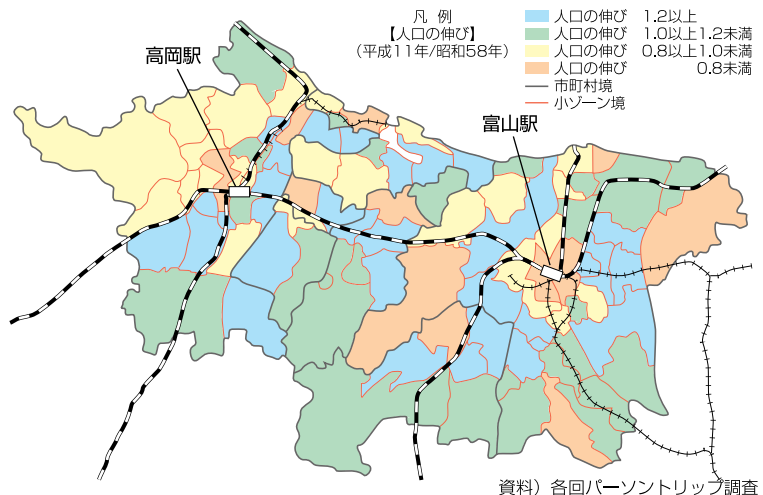 凡 例
【人口の伸び】
(平成11年/昭和58年)
人口の伸び 1.2以上
人口の伸び 1.0以上1.2未満
人口の伸び 0.8以上1.0未満
人口の伸び 0.8未満
市町村境
小ゾーン境
高岡駅
富山駅
資料）各回パーソントリップ調査